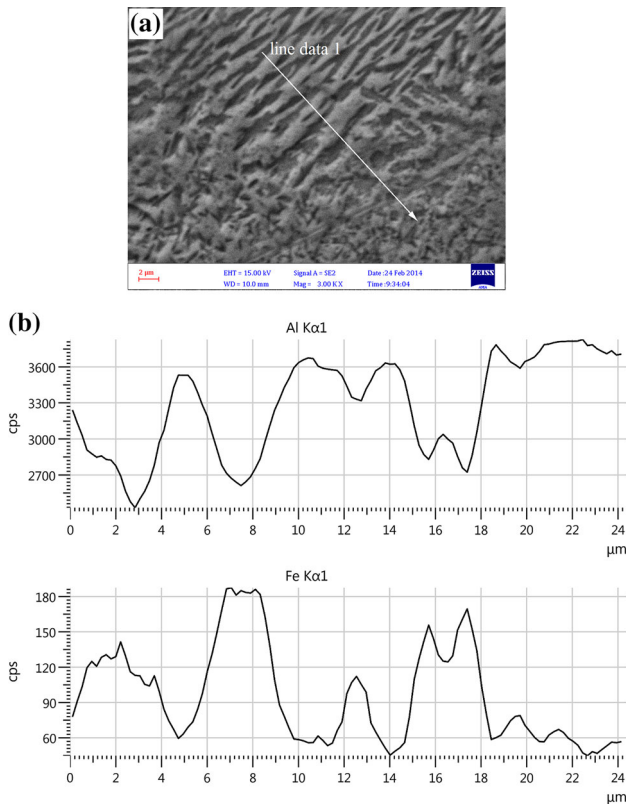 (a)
line data 1
2 µm
EHT = 15.00 kV Signal A = SE2 Date :24 Feb 2014
WD = 10.0 mm Mag = 3.00 K X Time :9:34:04
ZEISS
(b)
Al Kα1
3600
3300
3000
2700
cps
0 2 4 6 8 10 12 14 16 18 20 22 24
µm
Fe Kα1
180
150
120
90
60
cps
0 2 4 6 8 10 12 14 16 18 20 22 24
µm